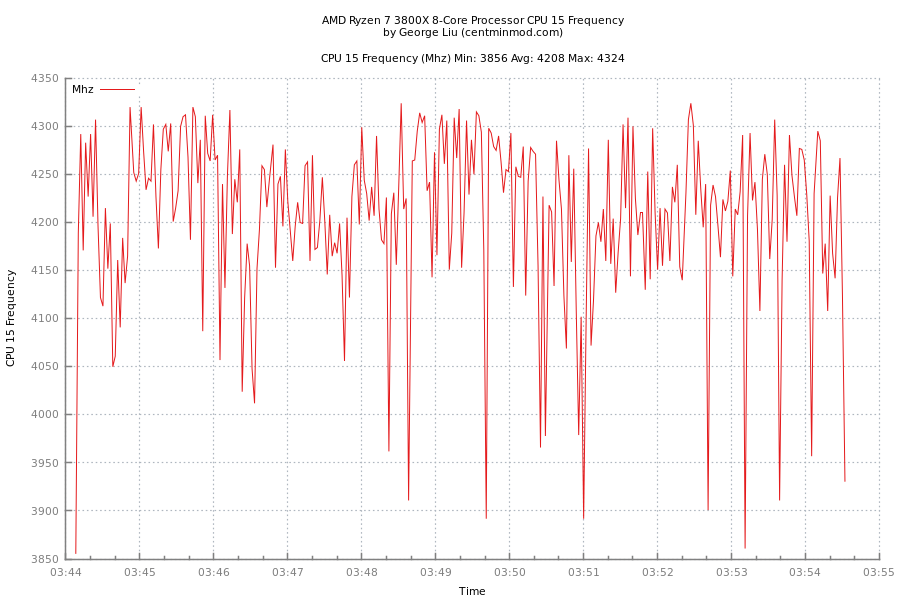 AMD Ryzen 7 3800X 8-Core Processor CPU 15 Frequency
by George Liu (centminmod.com)
CPU 15 Frequency (Mhz) Min: 3856 Avg: 4208 Max: 4324
Mhz
4350
4300
4250
4200
4150
4100
4050
4000
3950
3900
3850
CPU 15 Frequency
03:44 03:45 03:46 03:47 03:48 03:49 03:50 03:51 03:52 03:53 03:54 03:55
Time